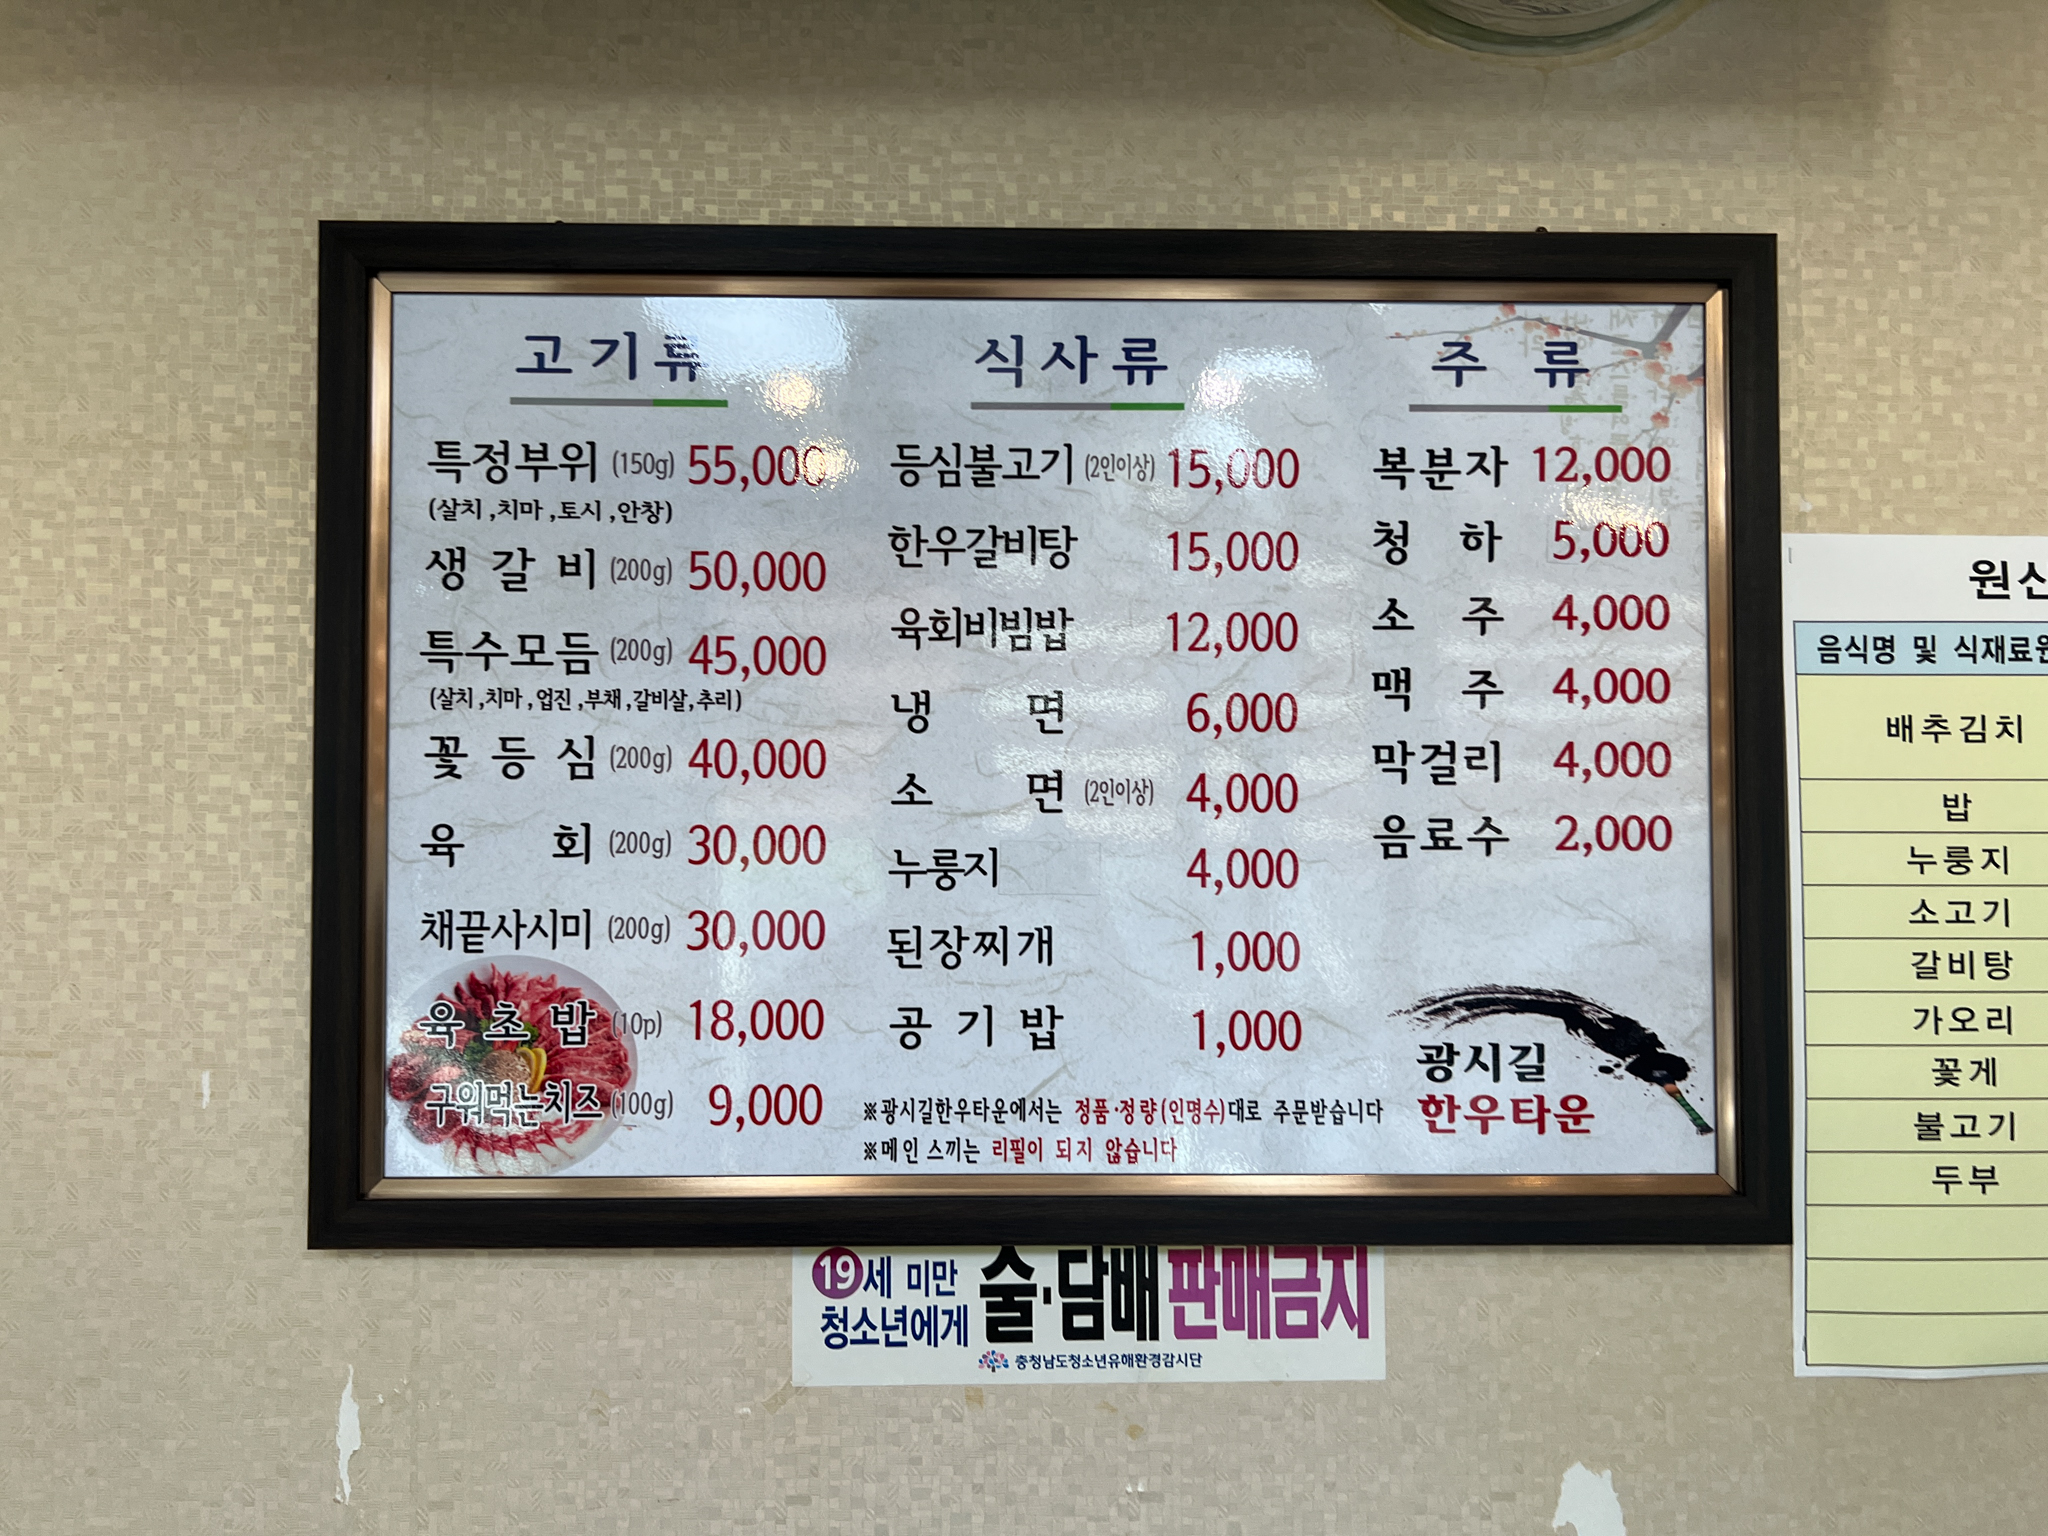 고기류
특정부위 (150g) 55,000
(살치,치마,토시,안창)
생갈비 (200g) 50,000
특수모듬 (200g) 45,000
(살치,치마,업진,부채,갈비살,추리)
꽃등심 (200g) 40,000
육회 (200g) 30,000
채끝사시미 (200g) 30,000
육초밥 (10p) 18,000
구워먹는치즈 (100g) 9,000
식사류
등심불고기 (2인이상) 15,000
한우갈비탕 15,000
육회비빔밥 12,000
냉면 6,000
소면 (2인이상) 4,000
누룽지 4,000
된장찌개 1,000
공기밥 1,000
※광시길한우타운에서는 정품·정량(인명수)대로 주문받습니다
※메인 스끼는 리필이 되지 않습니다
주류
복분자 12,000
청하 5,000
소주 4,000
맥주 4,000
막걸리 4,000
음료수 2,000
광시길
한우타운
19세 미만
청소년에게
술·담배 판매금지
충청남도청소년유해환경감시단
원산
음식명 및 식재료
배추김치
밥
누룽지
소고기
갈비탕
가오리
꽃게
불고기
두부